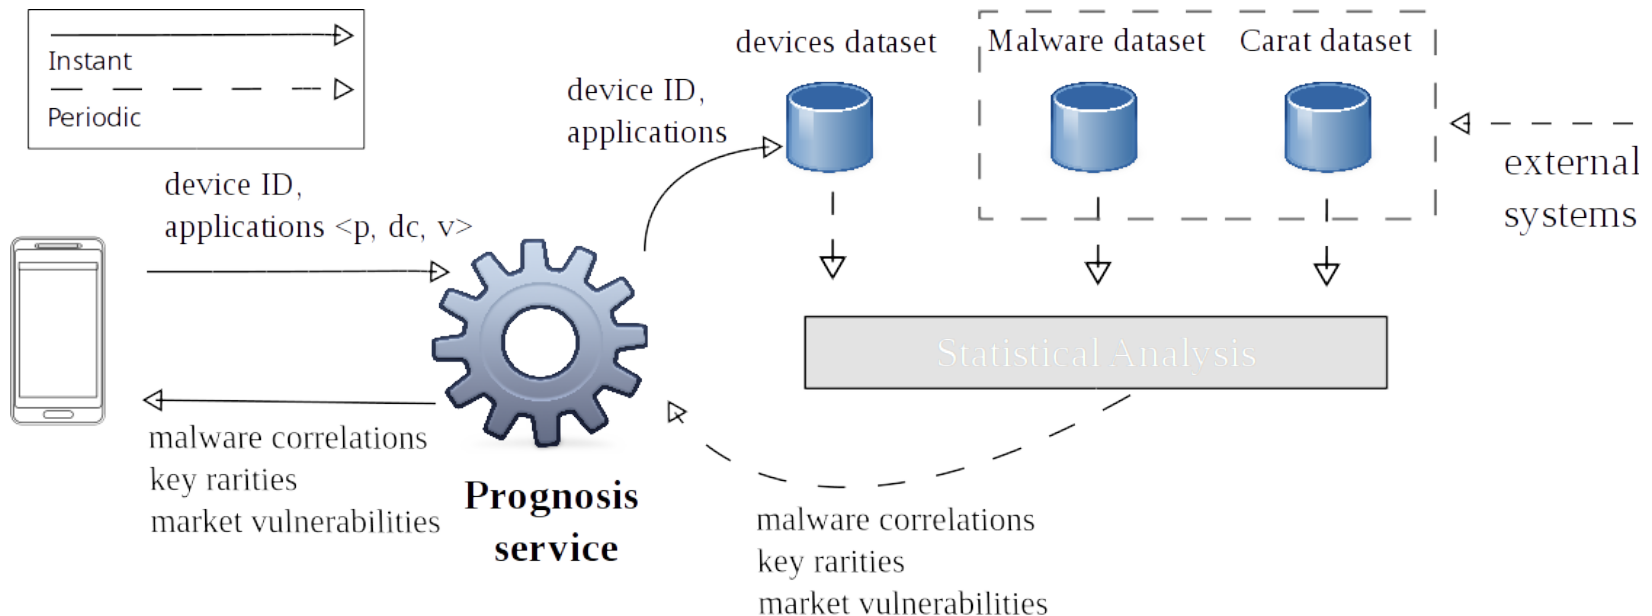 Instant
Periodic
device ID,
applications <p, dc, v>
device ID,
applications
devices dataset
Malware dataset
Carat dataset
external
systems
Statistical Analysis
malware correlations
key rarities
market vulnerabilities
Prognosis
service
malware correlations
key rarities
market vulnerabilities